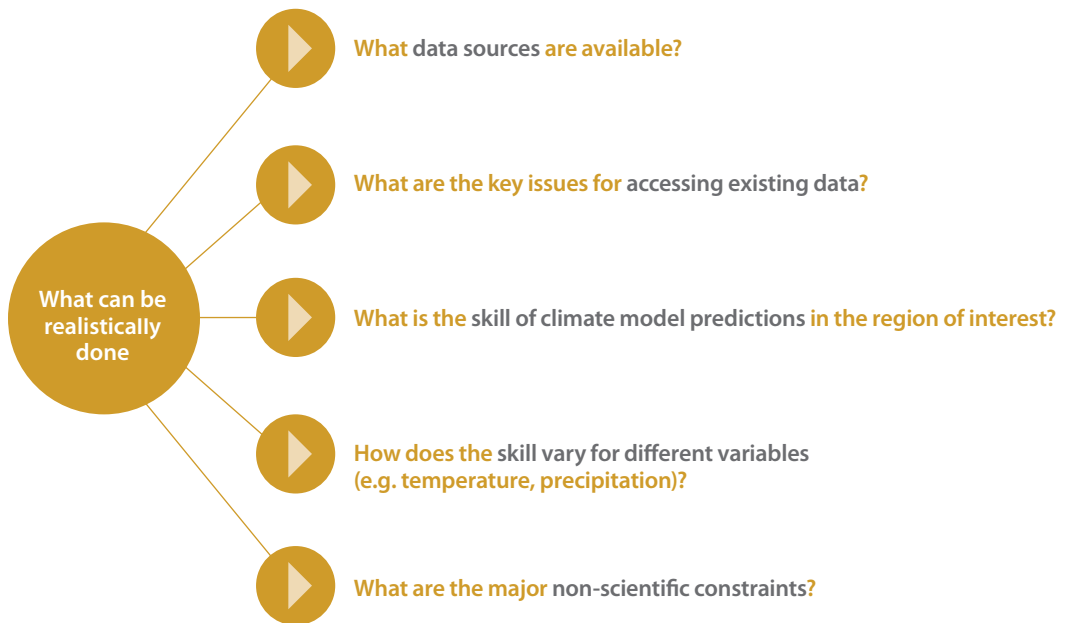 What data sources are available?
What are the key issues for accessing existing data?
What can be
realistically
done
What is the skill of climate model predictions in the region of interest?
How does the skill vary for different variables
(e.g. temperature, precipitation)?
What are the major non-scientific constraints?